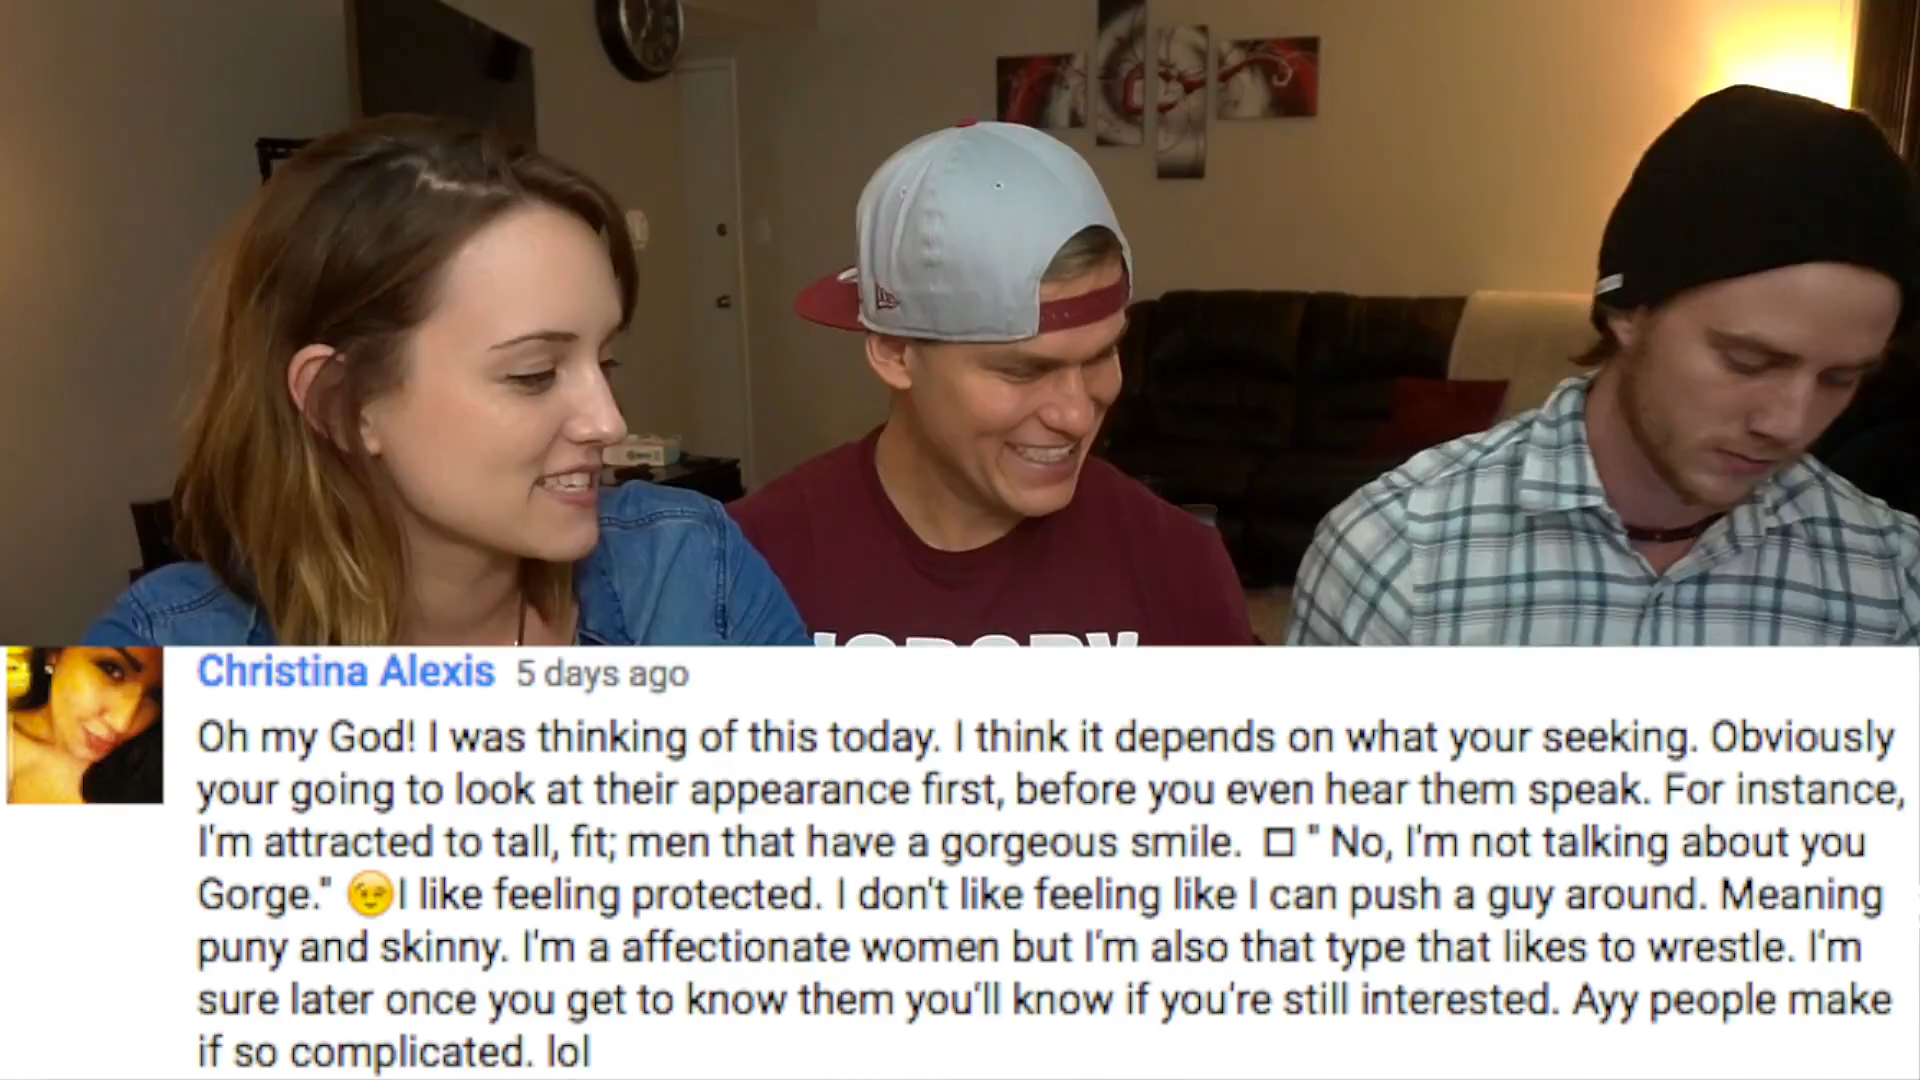 NOBODY
Christina Alexis 5 days ago
Oh my God! I was thinking of this today. I think it depends on what your seeking. Obviously
your going to look at their appearance first, before you even hear them speak. For instance,
I'm attracted to tall, fit; men that have a gorgeous smile. □ " No, I'm not talking about you
Gorge." 😉I like feeling protected. I don't like feeling like I can push a guy around. Meaning
puny and skinny. I'm a affectionate women but I'm also that type that likes to wrestle. I'm
sure later once you get to know them you'll know if you're still interested. Ayy people make
if so complicated. lol